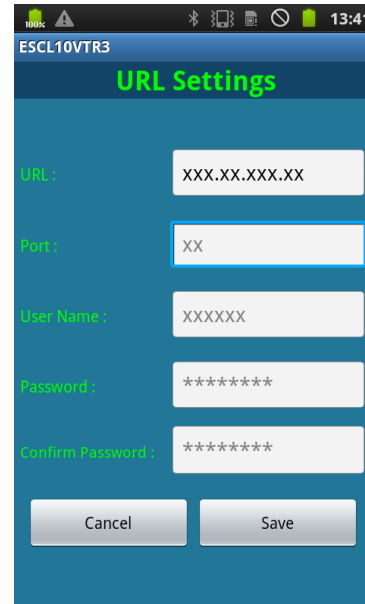 100%
13:41
ESCL10VTR3
URL Settings
URL :
xxx.xx.xxx.xx
Port :
xx
User Name :
xxxxxx
Password :
********
Confirm Password :
********
Cancel
Save